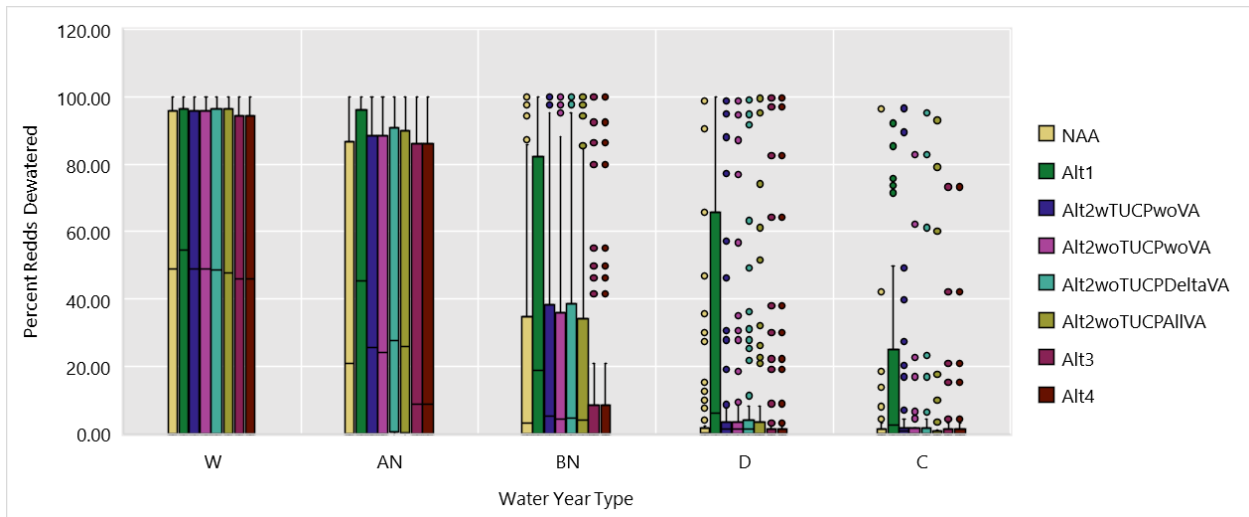 120.00
100.00
80.00
60.00
40.00
20.00
0.00
Percent Redds Dewatered
W
AN
BN
D
C
Water Year Type
NAA
Alt1
Alt2wTUCPwoVA
Alt2woTUCPwoVA
Alt2woTUCPDeltaVA
Alt2woTUCPAllVA
Alt3
Alt4